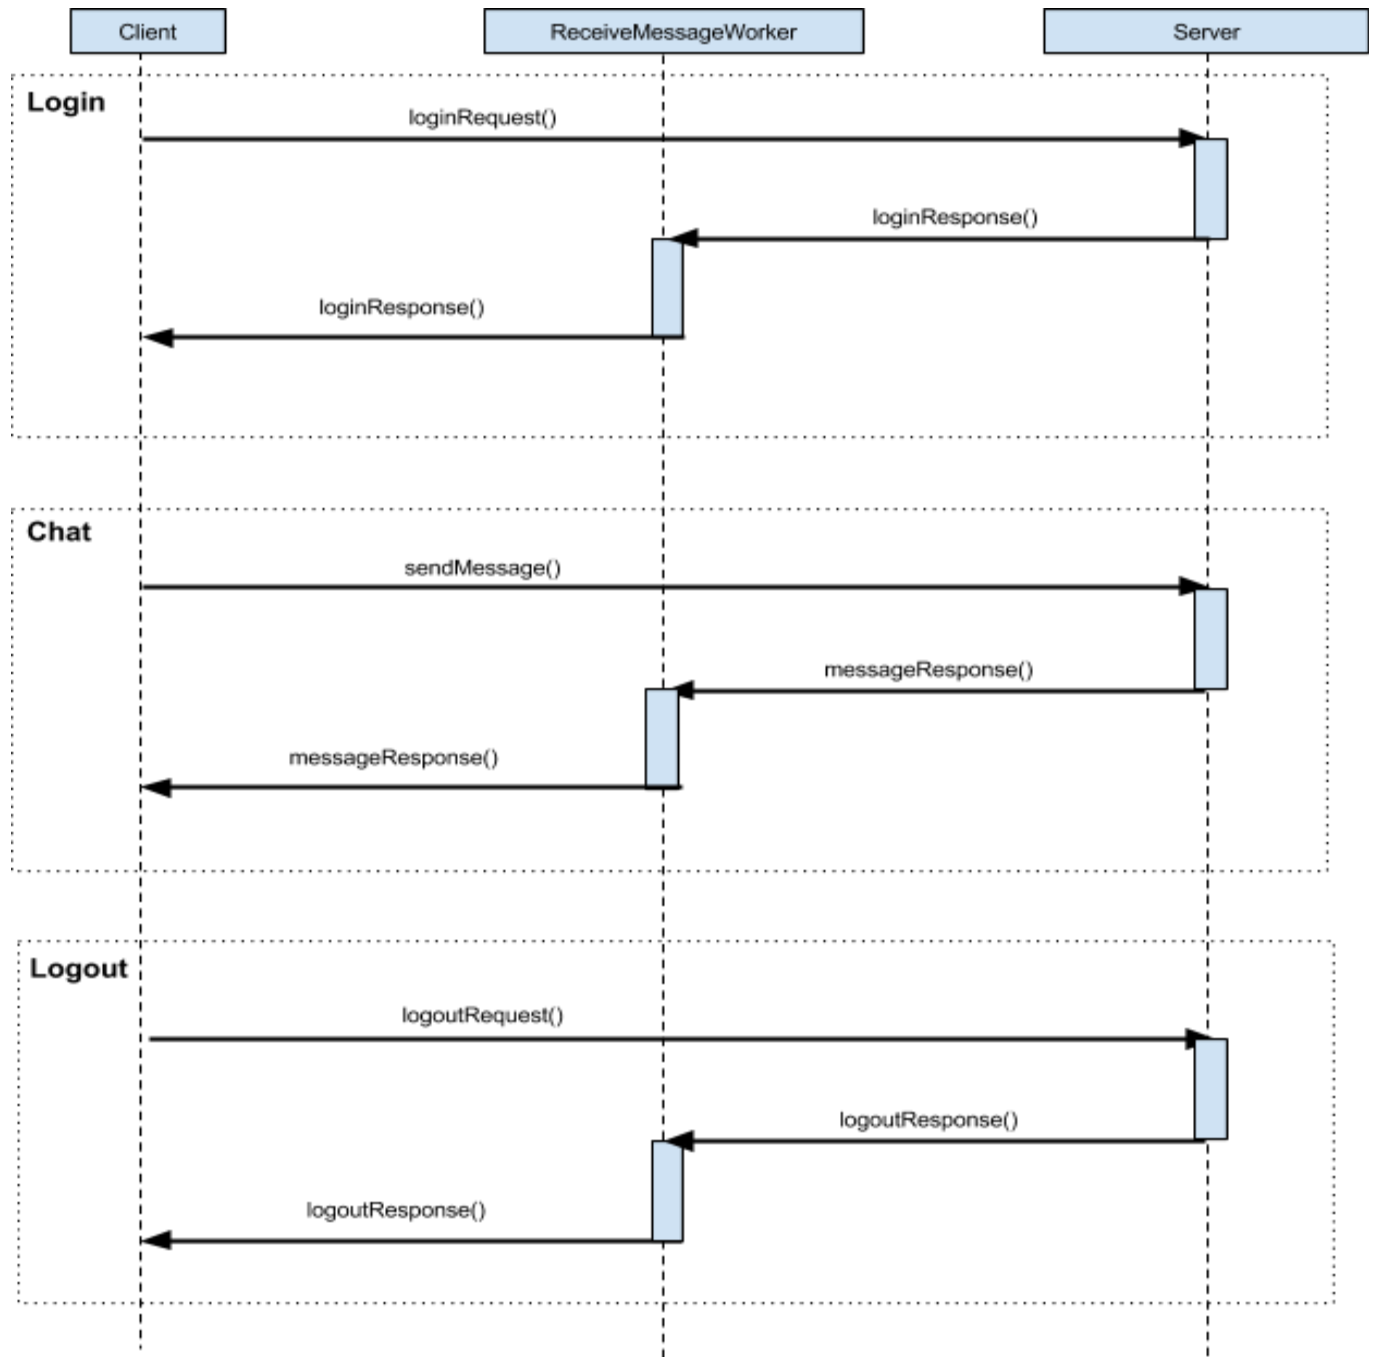 Client
ReceiveMessageWorker
Server
Login
loginRequest()
loginResponse()
loginResponse()
Chat
sendMessage()
messageResponse()
messageResponse()
Logout
logoutRequest()
logoutResponse()
logoutResponse()